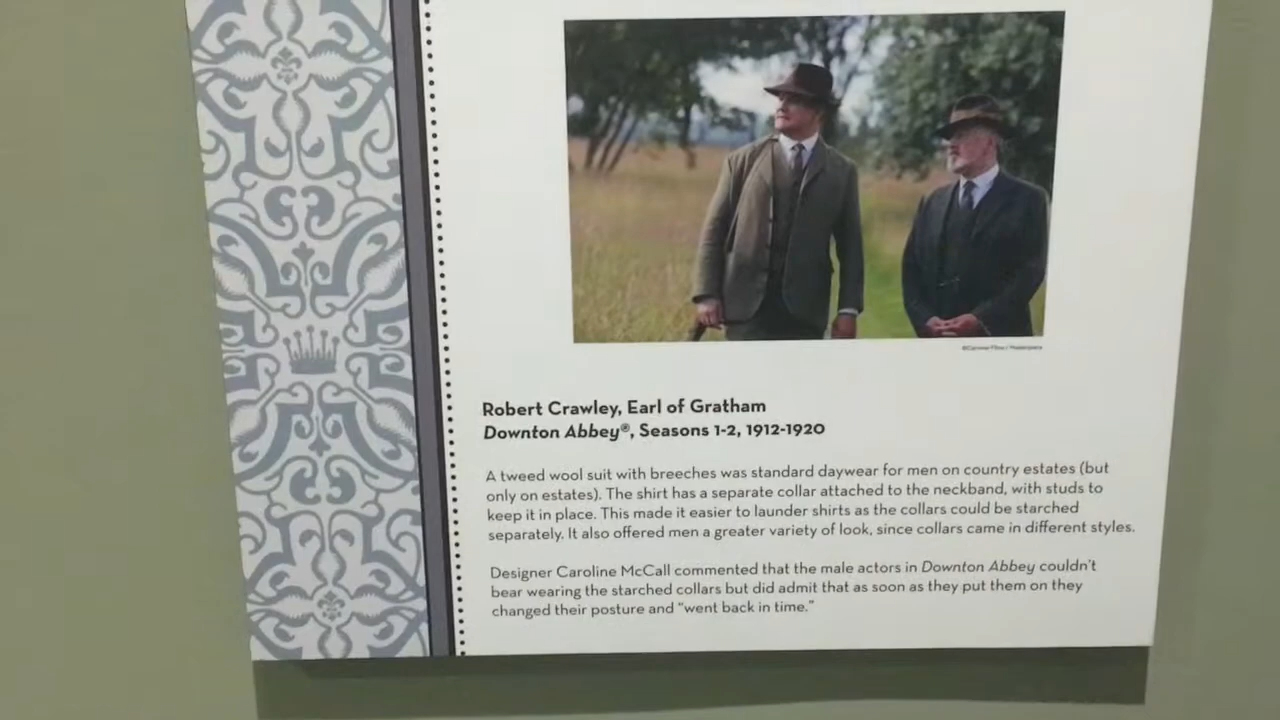 Robert Crawley, Earl of Gratham
Downton Abbey®, Seasons 1-2, 1912-1920
A tweed wool suit with breeches was standard daywear for men on country estates (but
only on estates). The shirt has a separate collar attached to the neckband, with studs to
keep it in place. This made it easier to launder shirts as the collars could be starched
separately. It also offered men a greater variety of look, since collars came in different styles.
Designer Caroline McCall commented that the male actors in Downton Abbey couldn't
bear wearing the starched collars but did admit that as soon as they put them on they
changed their posture and "went back in time."